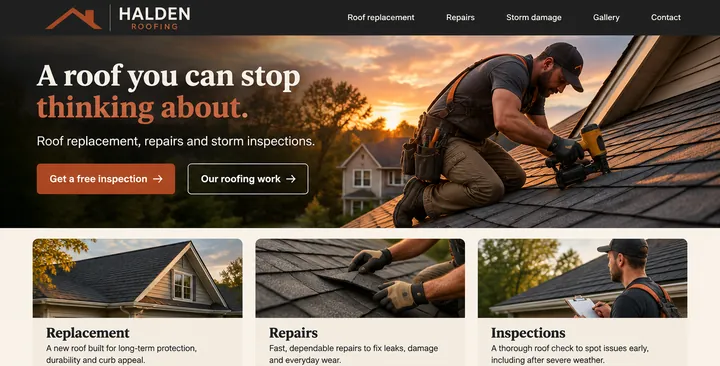 HALDEN
ROOFING
Roof replacement
Repairs
Storm damage
Gallery
Contact
A roof you can stop
thinking about.
Roof replacement, repairs and storm inspections.
Get a free inspection →
Our roofing work →
Replacement
A new roof built for long-term protection,
durability and curb appeal.
Repairs
Fast, dependable repairs to fix leaks, damage
and everyday wear.
Inspections
A thorough roof check to spot issues early,
including after severe weather.